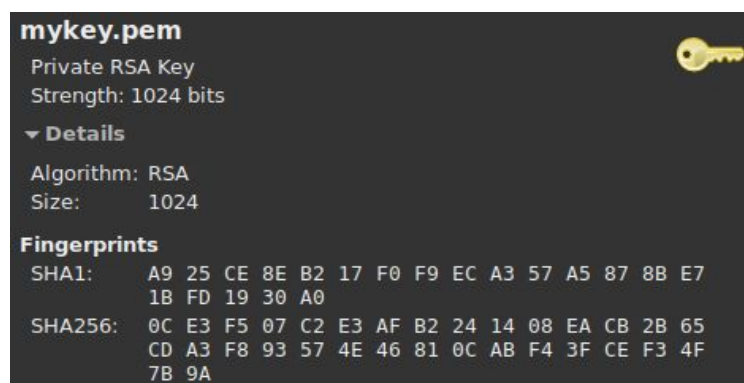 mykey.pem
Private RSA Key
Strength: 1024 bits
Details
Algorithm: RSA
Size: 1024
Fingerprints
SHA1: A9 25 CE 8E B2 17 F0 F9 EC A3 57 A5 87 8B E7
1B FD 19 30 A0
SHA256: 0C E3 F5 07 C2 E3 AF B2 24 14 08 EA CB 2B 65
CD A3 F8 93 57 4E 46 81 0C AB F4 3F CE F3 4F
7B 9A